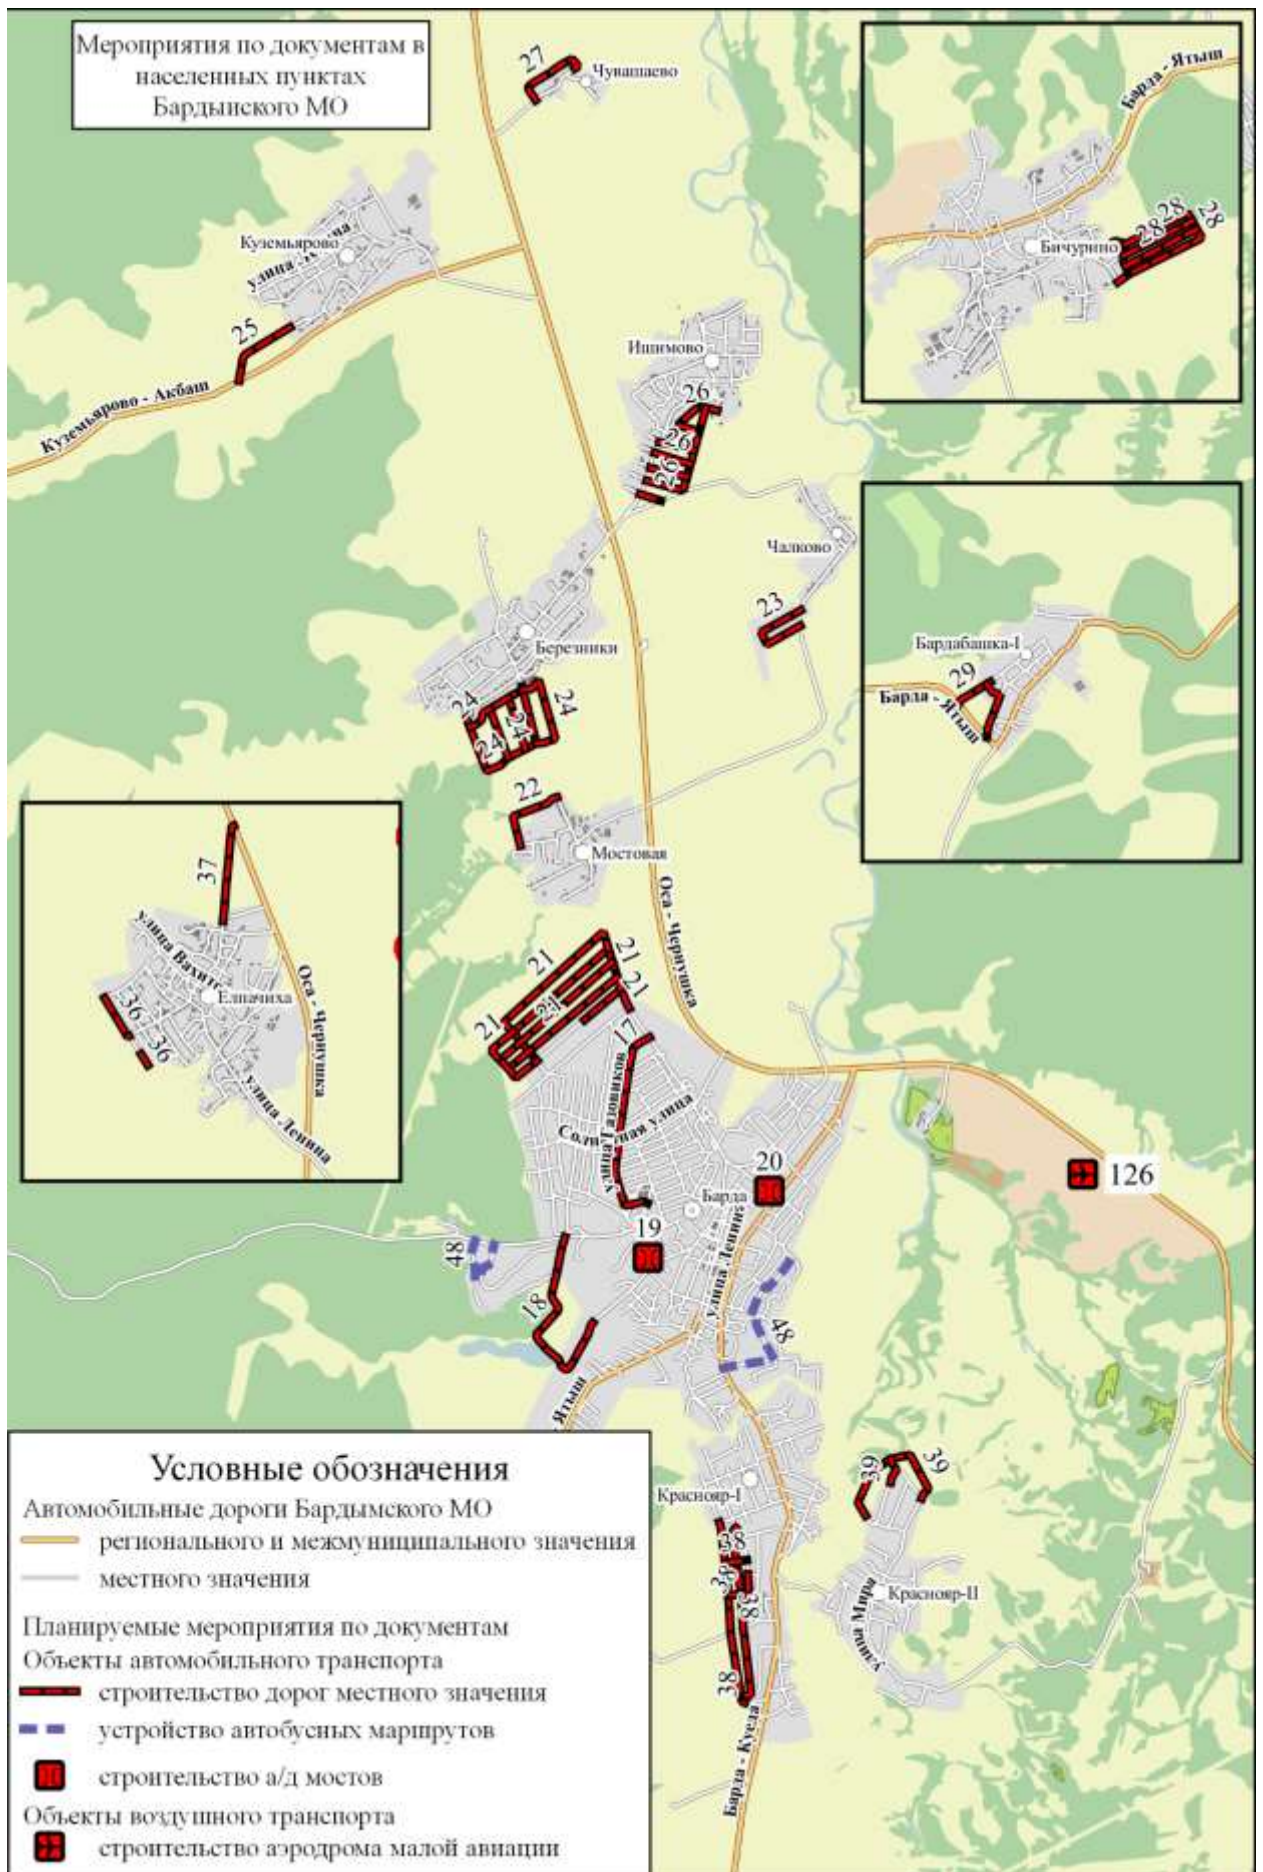 Мероприятия по документам в
населенных пунктах
Бардымского МО
27
Чувашаево
Барда - Ятыш
28
28
28
Бичурино
Куземьярово
25
Куземьярово - Акбаш
Ишимово
26
26
26
Чалково
23
Березники
24
24
24
24
Бардабашка-I
29
Барда - Ятыш
22
Мостовая
Оса - Чернушка
37
улица
Елпачиха
Оса - Чернушка
36
36
улица Ленина
21
21
21
21
21
17
улица Газовиков
Солнечная улица
20
Барда
19
126
48
18
улица Ленина
48
Ятыш
Краснояр-I
39
39
38
38
38
38
Краснояр-II
улица Мира
Барда - Куеда
Условные обозначения
Автомобильные дороги Бардымского МО
регионального и межмуниципального значения
местного значения
Планируемые мероприятия по документам
Объекты автомобильного транспорта
строительство дорог местного значения
устройство автобусных маршрутов
строительство а/д мостов
Объекты воздушного транспорта
строительство аэродрома малой авиации